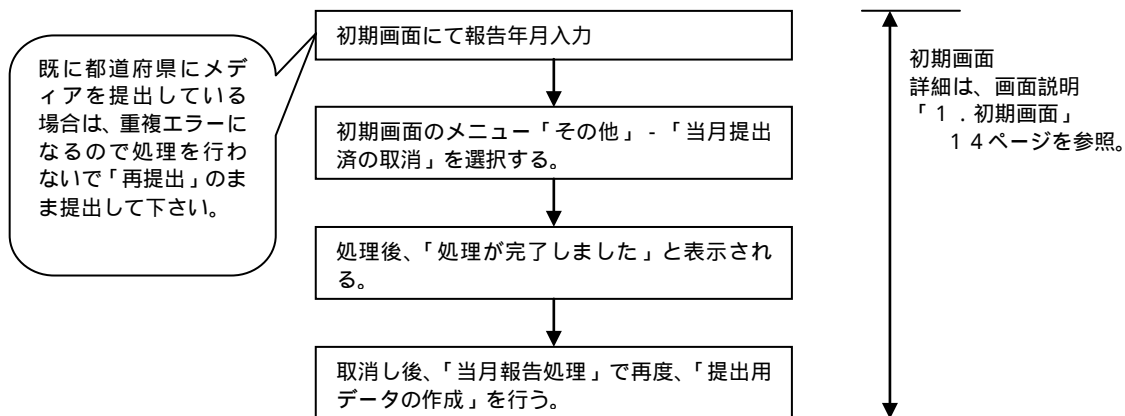 既に都道府県にメデ
ィアを提出している
場合は、重複エラーに
なるので処理を行わ
ないで「再提出」のま
ま提出して下さい。
初期画面にて報告年月入力
初期画面のメニュー「その他」-「当月提出
済の取消」を選択する。
処理後、「処理が完了しました」と表示され
る。
取消し後、「当月報告処理」で再度、「提出用
データの作成」を行う。
初期画面
詳細は、画面説明
「１．初期画面」
１４ページを参照。